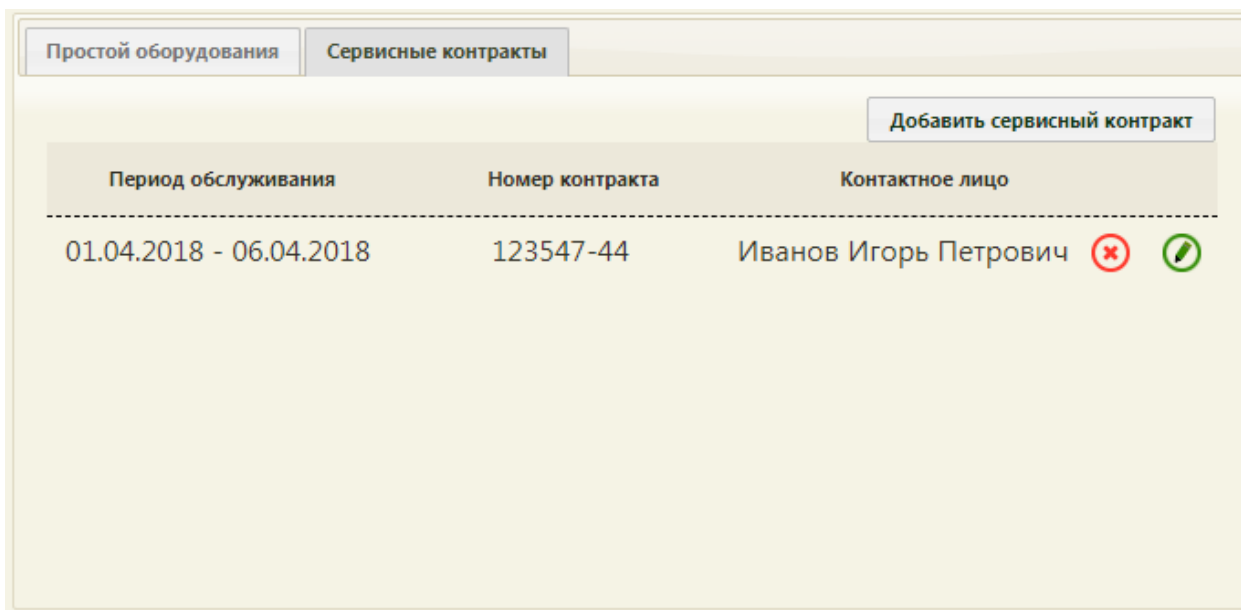 Простой оборудования Сервисные контракты
Добавить сервисный контракт
Период обслуживания Номер контракта Контактное лицо
01.04.2018 - 06.04.2018 123547-44 Иванов Игорь Петрович